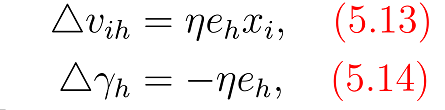 △v_{ih} = ηe_h x_i, (5.13)
△γ_h = −ηe_h, (5.14)